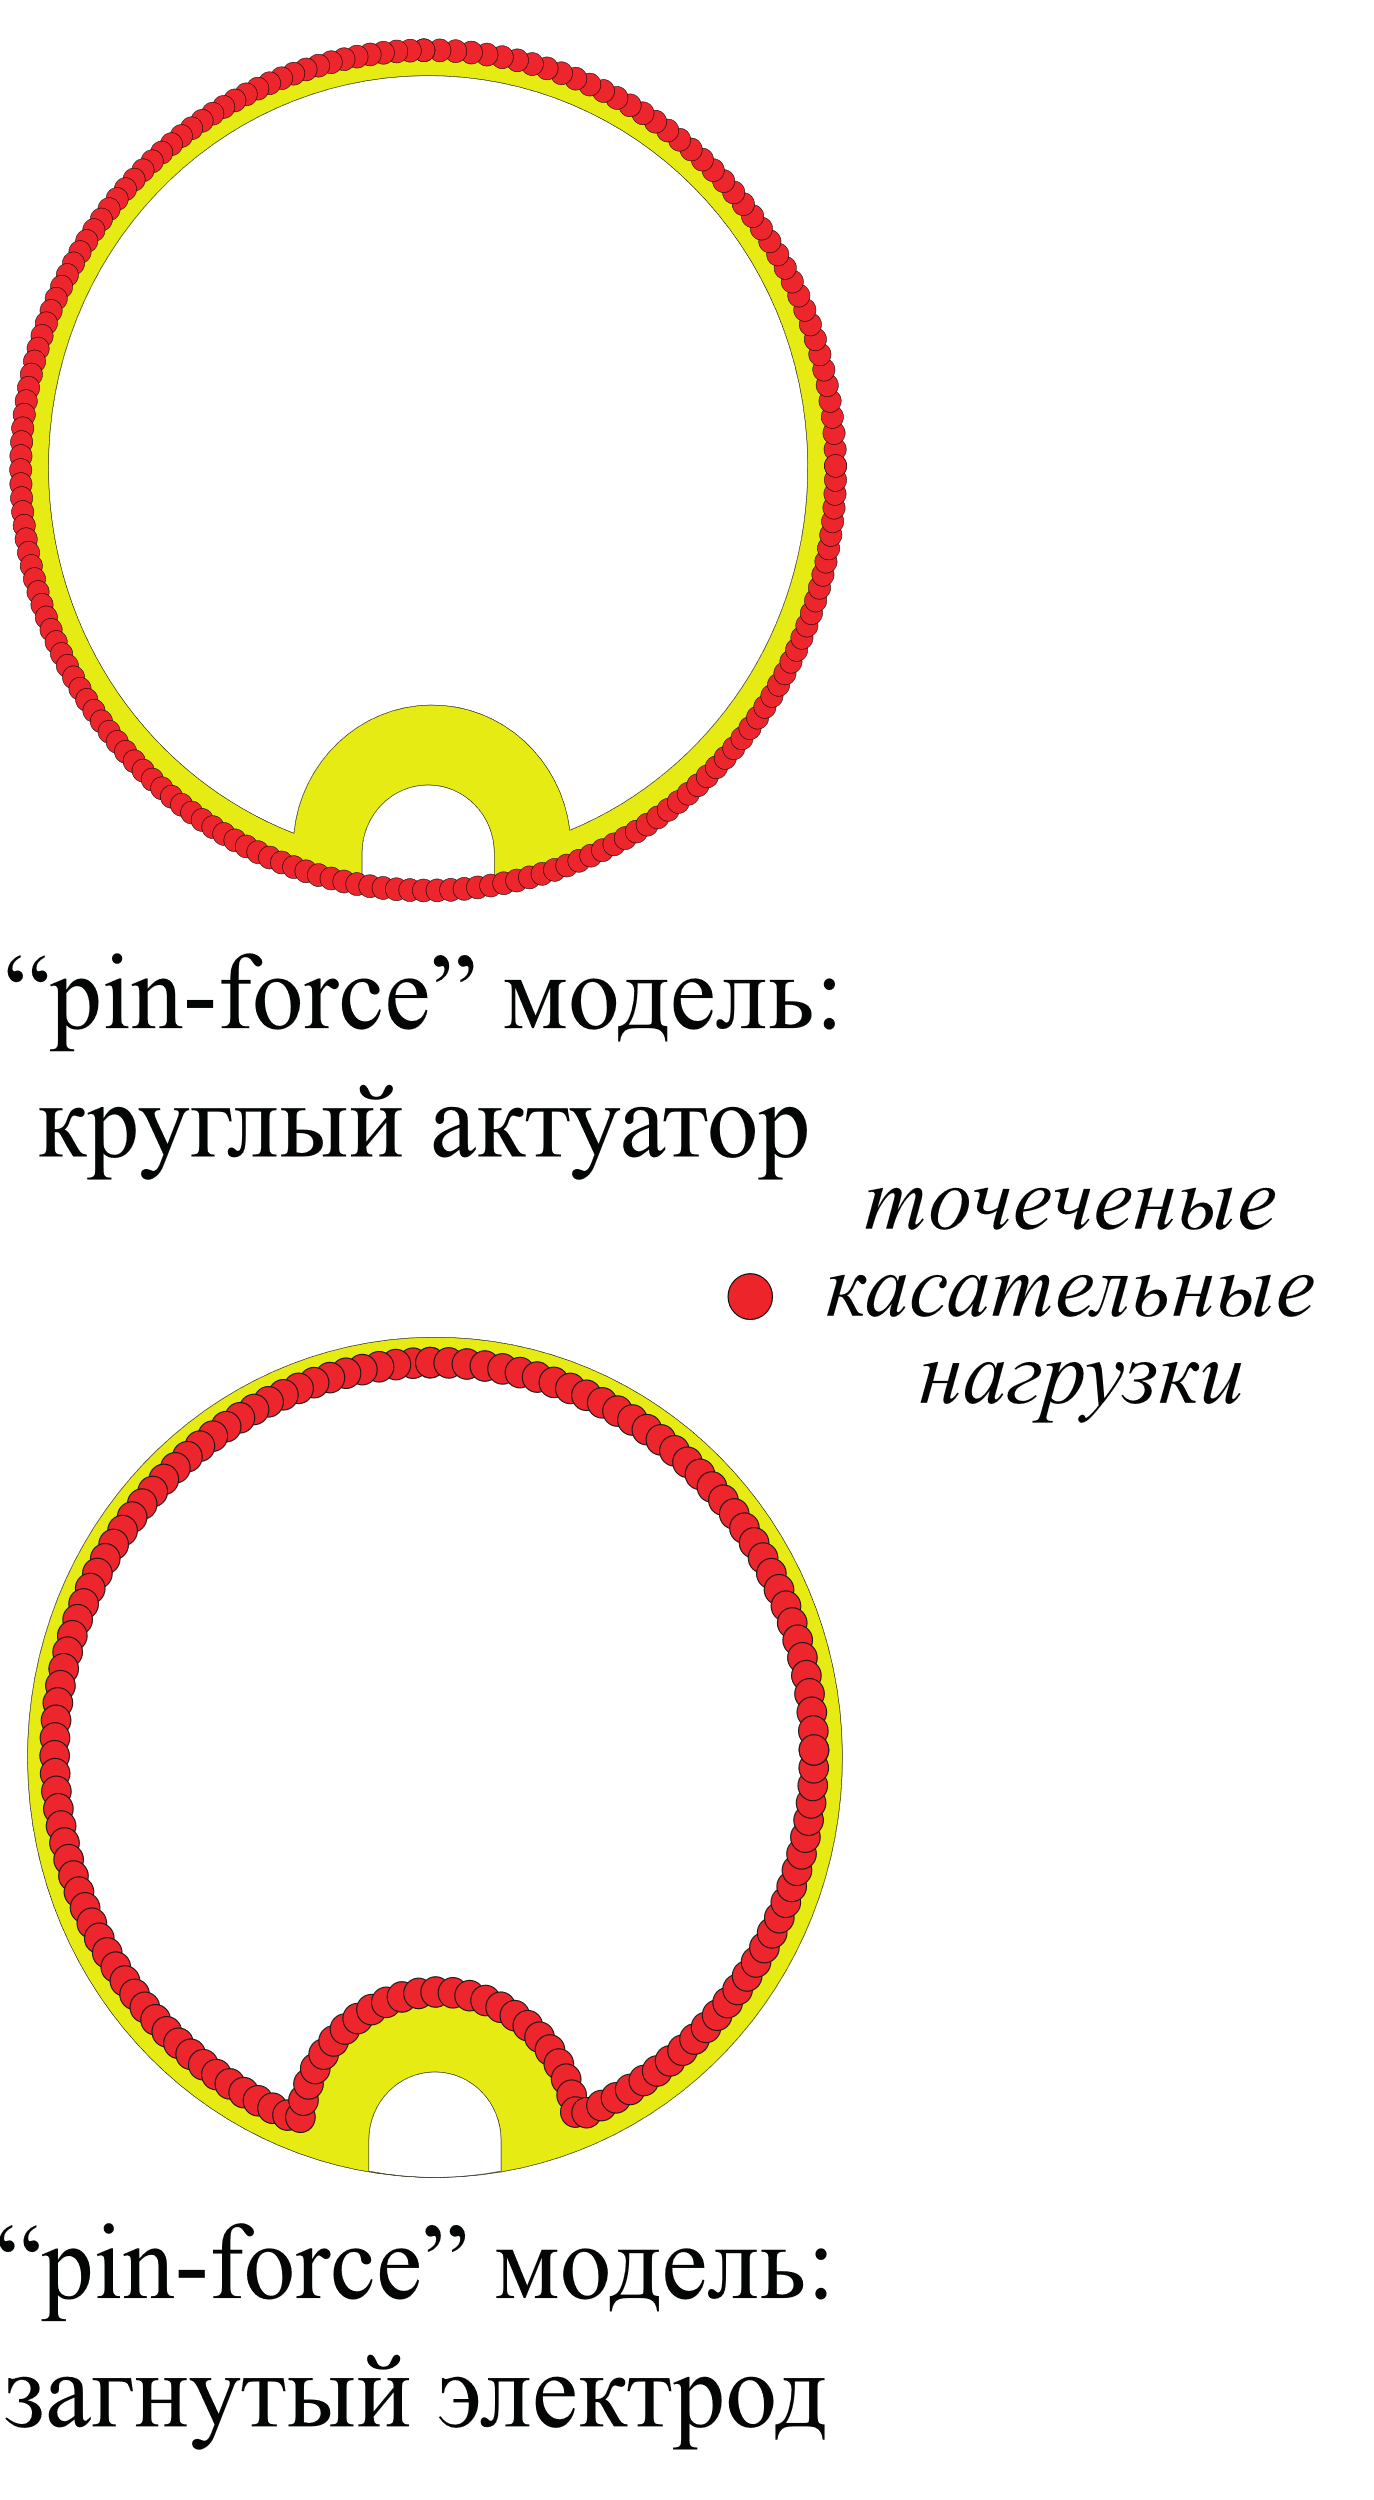 “pin-force” модель:
круглый актуатор
точеченые
касательные
нагрузки
“pin-force” модель:
загнутый электрод